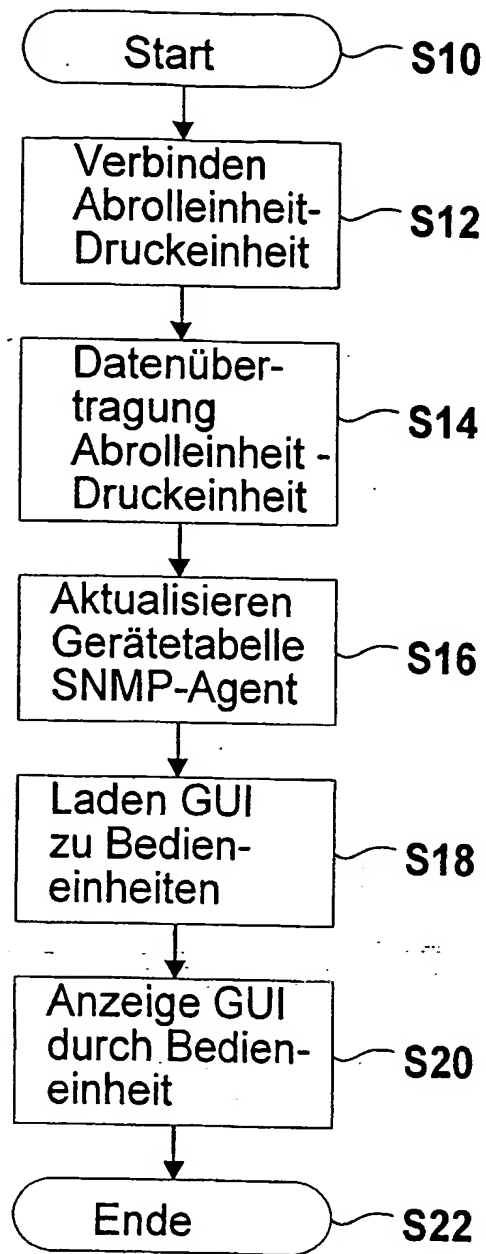 Start
S10
Verbinden
Abrolleinheit-
Druckeinheit
S12
Datenüber-
tragung
Abrolleinheit -
Druckeinheit
S14
Aktualisieren
Gerätetabelle
SNMP-Agent
S16
Laden GUI
zu Bedien-
einheiten
S18
Anzeige GUI
durch Bedien-
einheit
S20
Ende
S22